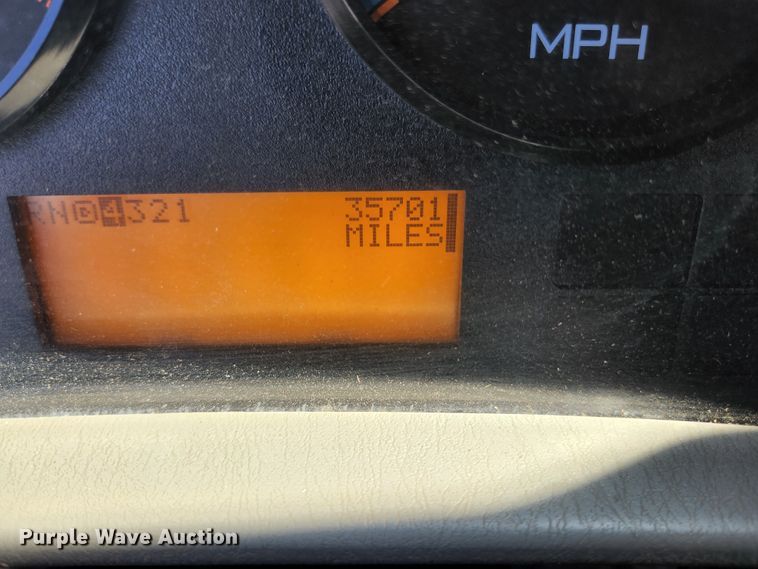 MPH
RN©4321 35701
MILES
Purple Wave Auction